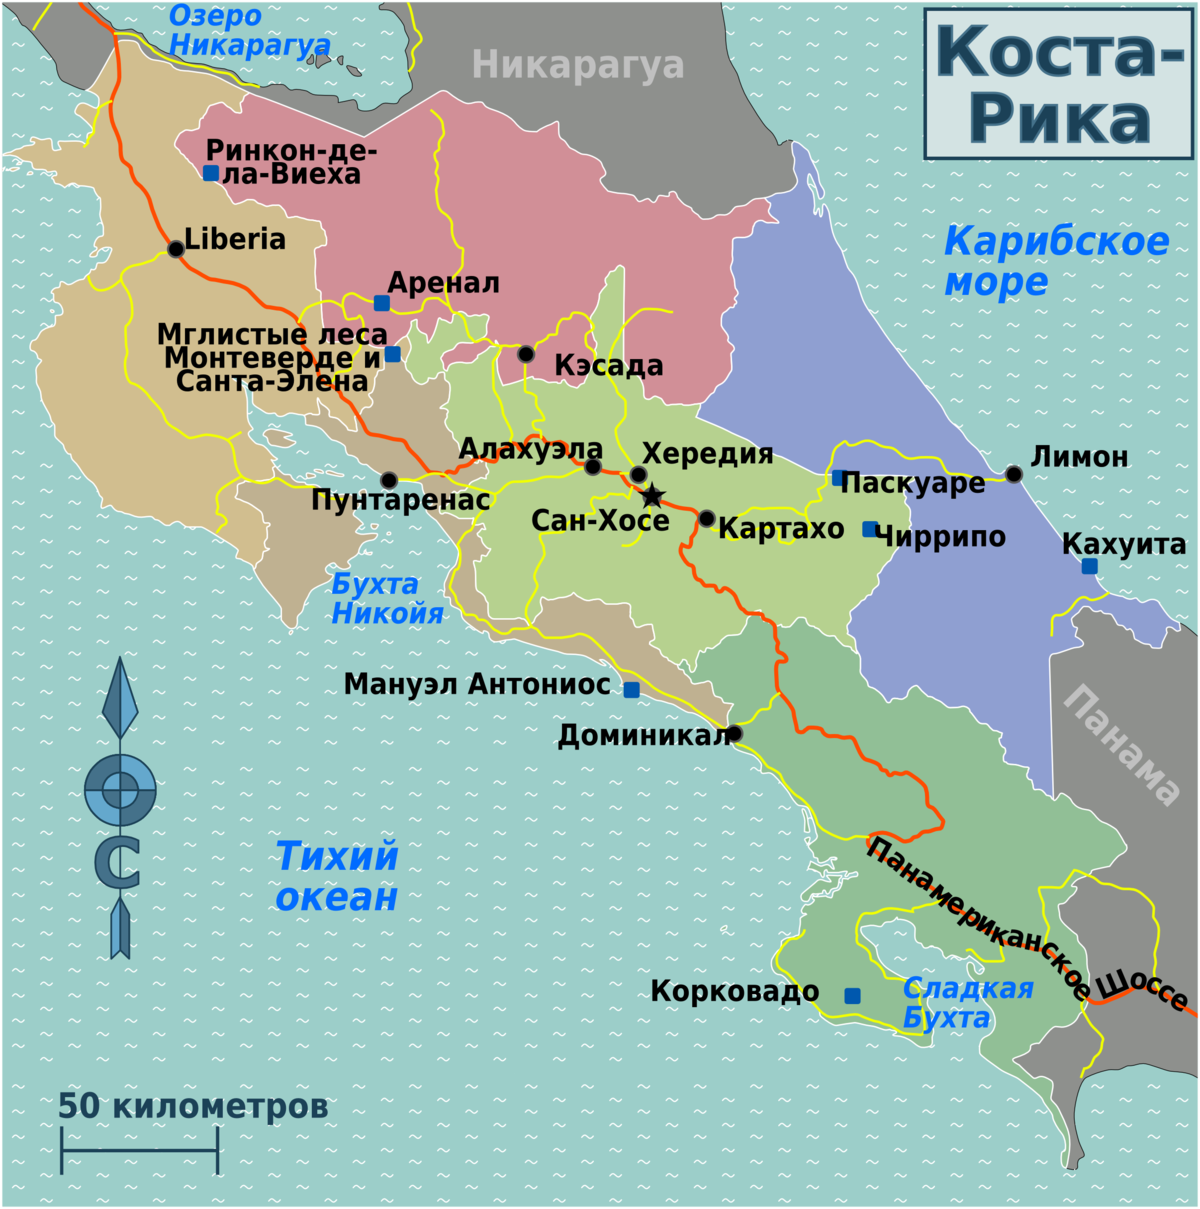 Озеро
Никарагуа
Никарагуа
Коста-
Рика
Ринкон-де-
ла-Виеха
Liberia
Карибское
море
Аренал
Мглистые леса
Монтеверде и
Санта-Элена
Кэсада
Алахуэла
Хередия
Лимон
Пунтаренас
Паскуаре
Сан-Хосе
Картахо
Чиррипо
Кахуита
Бухта
Никойя
Мануэл Антониос
Доминикал
Панама
С
Тихий
океан
Панамериканское Шоссе
Корковадо
Сладкая
Бухта
50 километров